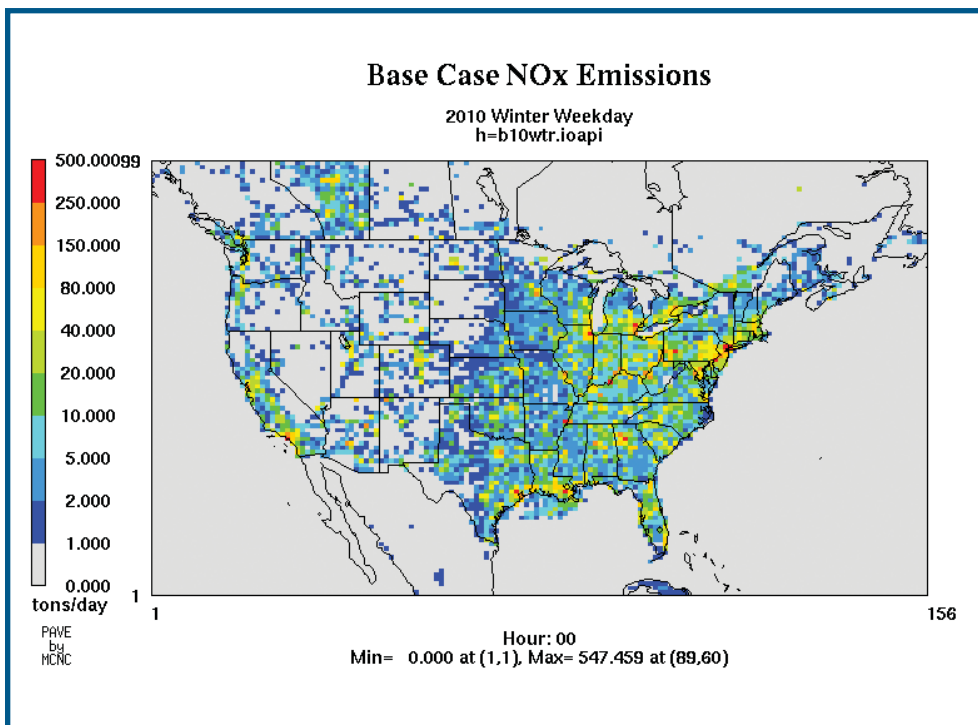 Base Case NOx Emissions
2010 Winter Weekday
h=b10wtr.ioapi
500.000
250.000
150.000
80.000
40.000
20.000
10.000
5.000
2.000
1.000
0.000
tons/day
PAVE
by
MCNC
99
1
1
156
Hour: 00
Min= 0.000 at (1,1), Max= 547.459 at (89,60)